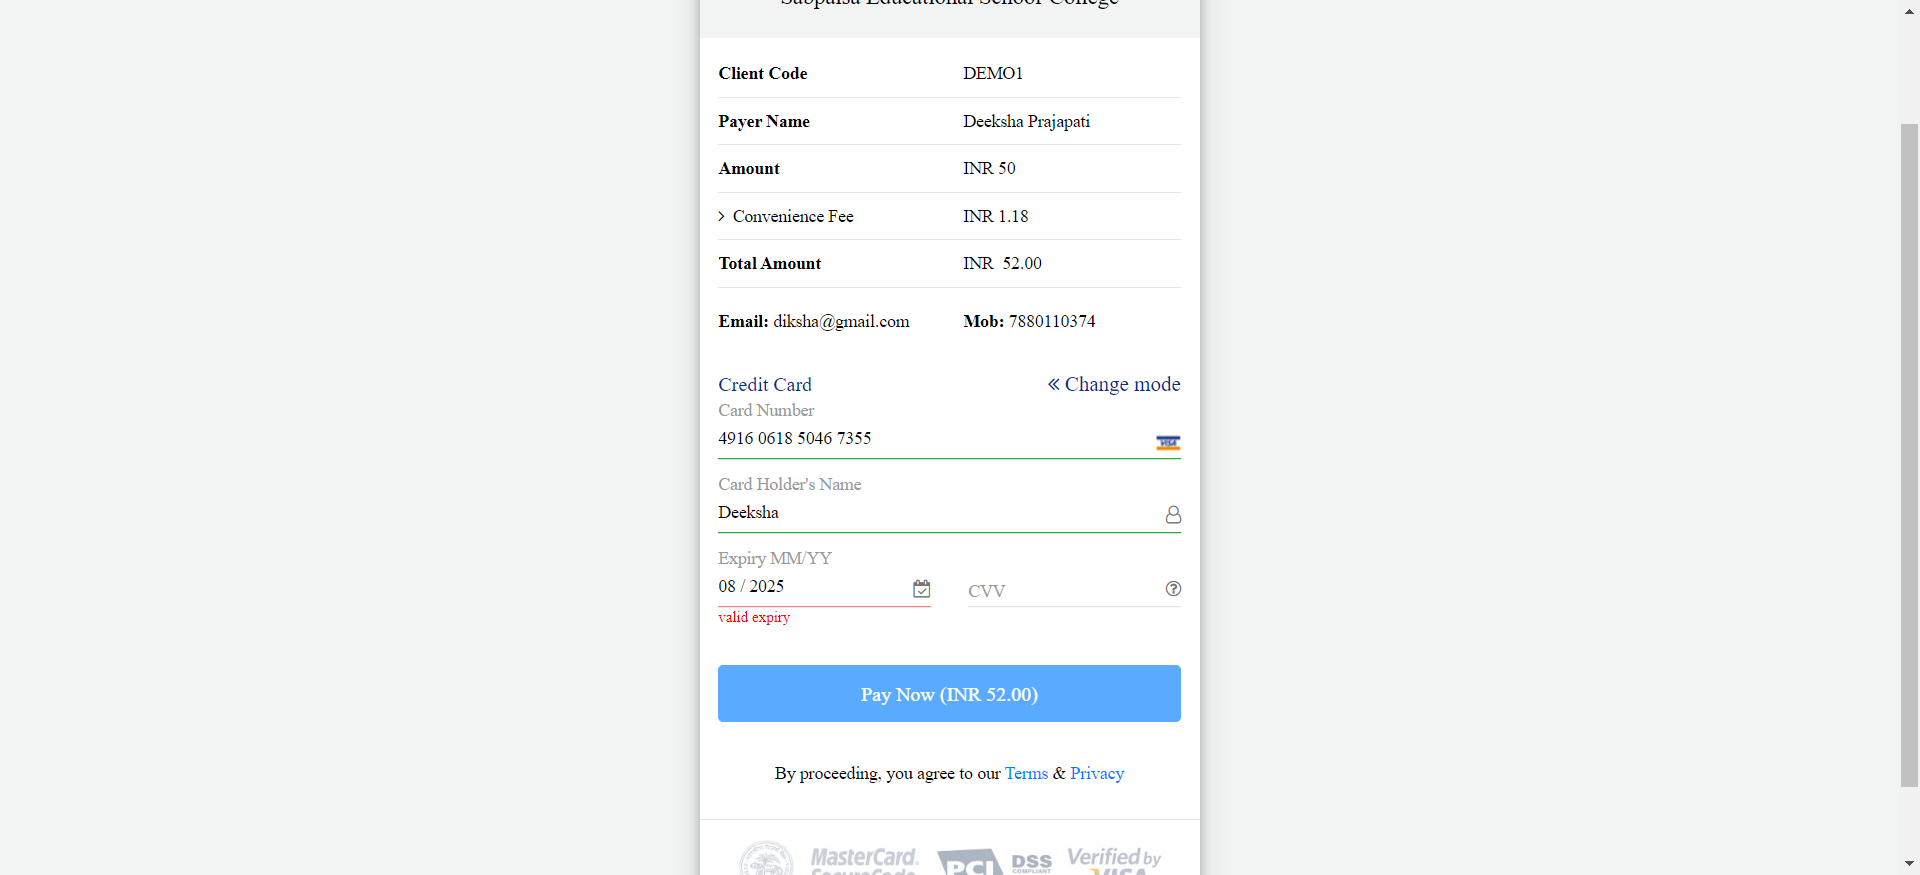 Sabpaisa Educational School College
Client Code DEMO1
Payer Name Deeksha Prajapati
Amount INR 50
Convenience Fee INR 1.18
Total Amount INR 52.00
Email: diksha@gmail.com Mob: 7880110374
Credit Card « Change mode
Card Number
4916 0618 5046 7355
VISA
Card Holder's Name
Deeksha
Expiry MM/YY
08 / 2025 CVV
valid expiry
Pay Now (INR 52.00)
By proceeding, you agree to our Terms & Privacy
MasterCard. PCI DSS Verified by
SecureCode COMPLIANT VISA